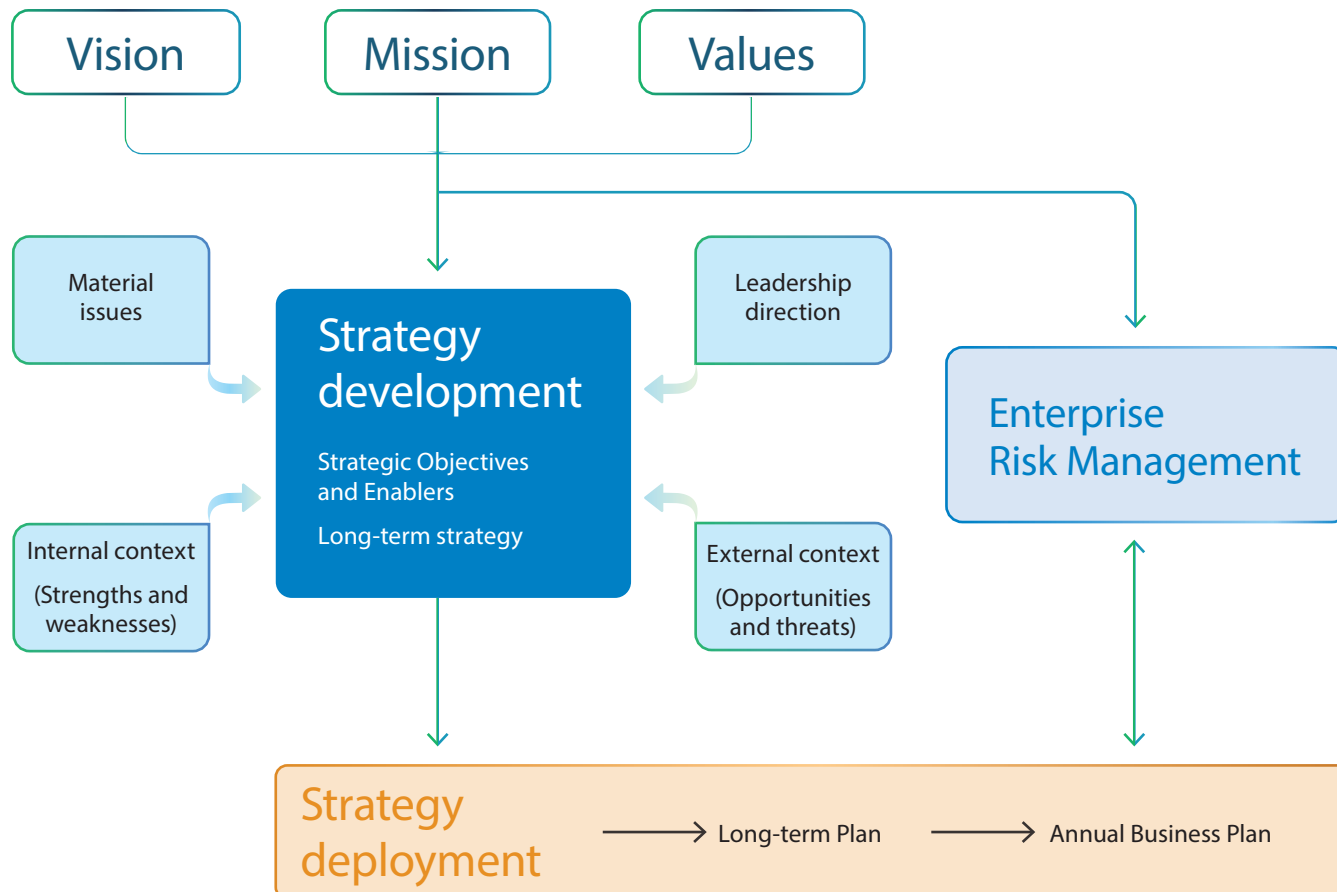 Vision
Mission
Values
Material
issues
Leadership
direction
Strategy
development
Strategic Objectives
and Enablers
Long-term strategy
Enterprise
Risk Management
Internal context
(Strengths and
weaknesses)
External context
(Opportunities
and threats)
Strategy
deployment
Long-term Plan
Annual Business Plan